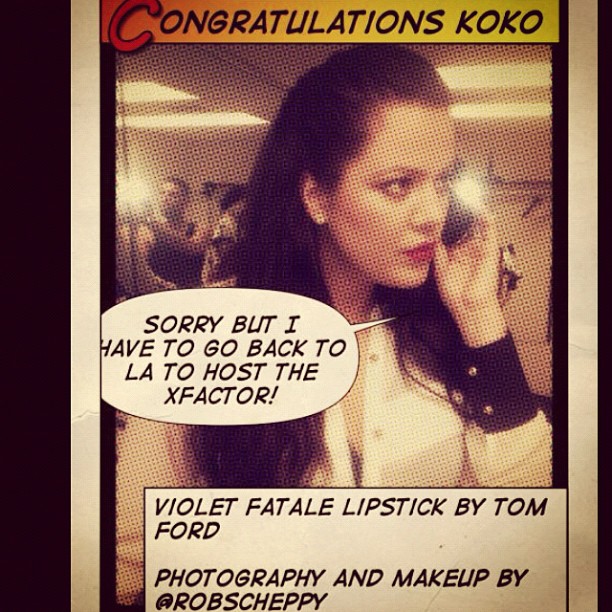 CONGRATULATIONS KOKO
SORRY BUT I
HAVE TO GO BACK TO
LA TO HOST THE
XFACTOR!
VIOLET FATALE LIPSTICK BY TOM
FORD
PHOTOGRAPHY AND MAKEUP BY
@ROBSCHEPPY